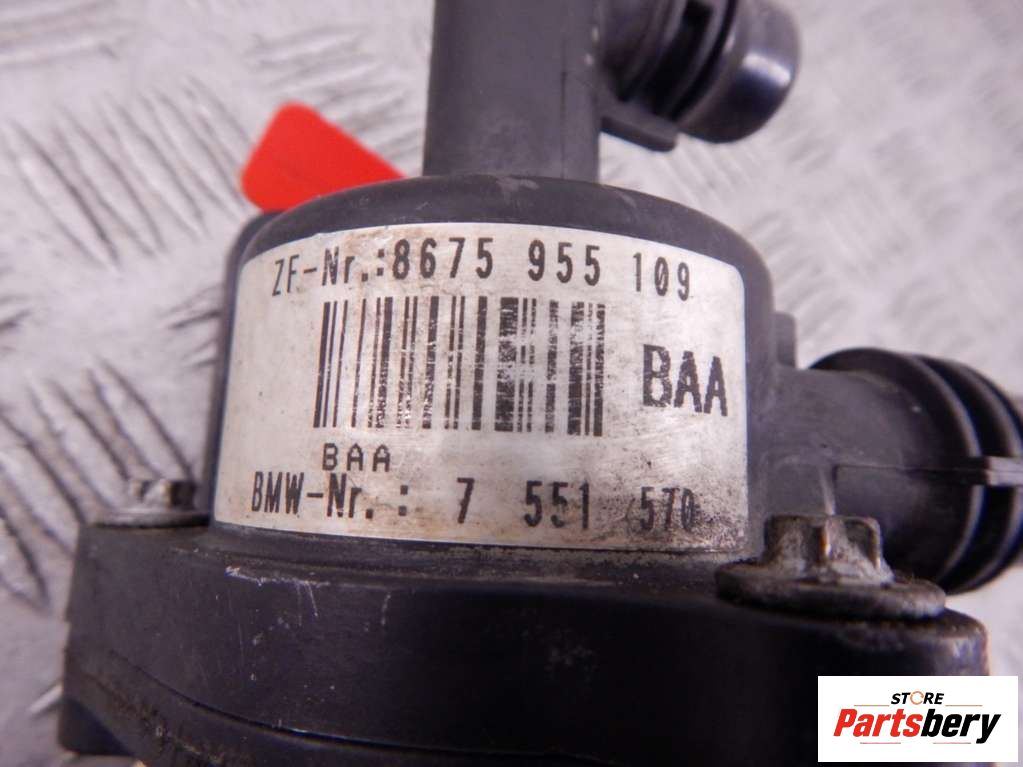 ZF-Nr.:8675 955 109
BAA
BAA
BMW-Nr.: 7 551 570
STORE
Partsbery